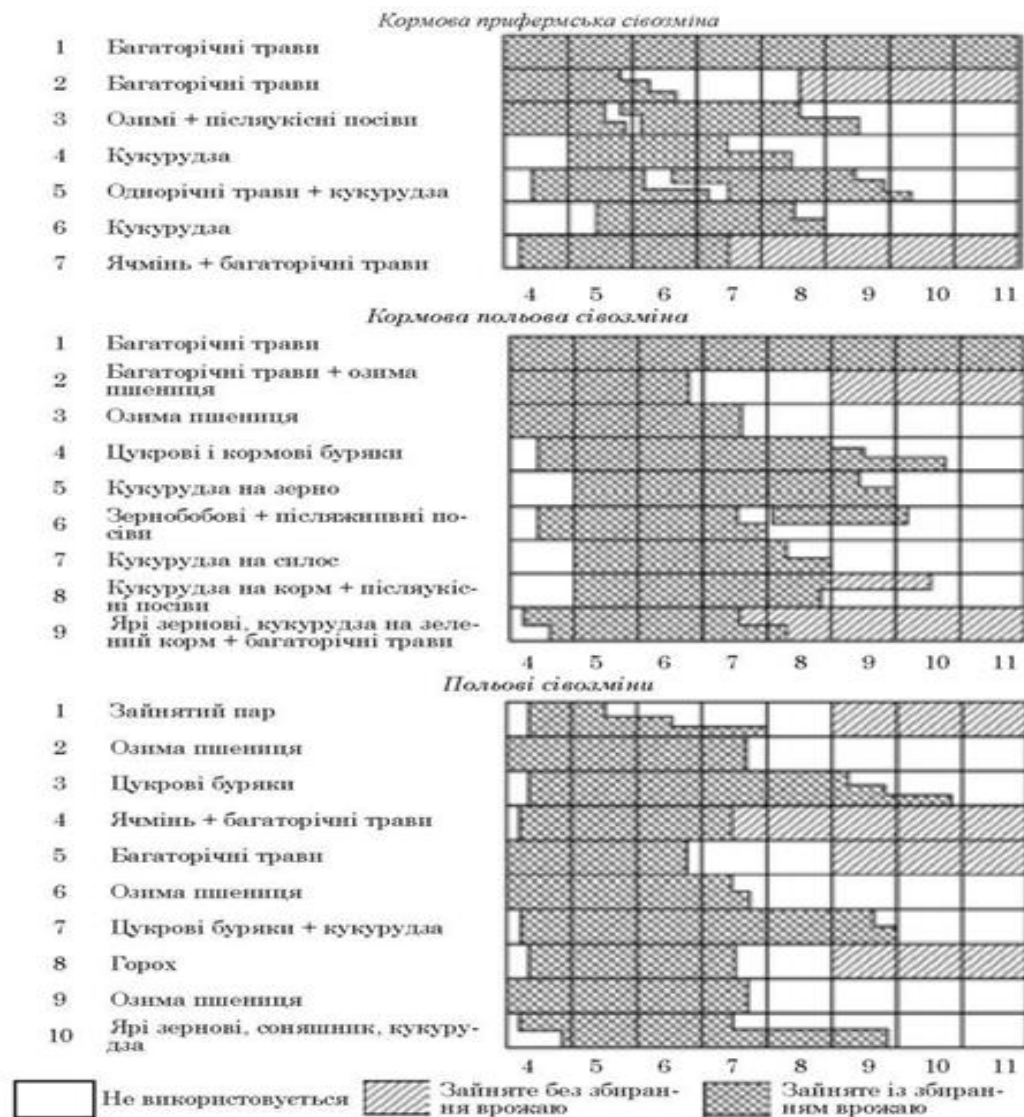 Кормова прифермська сівозміна
1 Багаторічні трави
2 Багаторічні трави
3 Озимі + післяукісні посіви
4 Кукурудза
5 Однорічні трави + кукурудза
6 Кукурудза
7 Ячмінь + багаторічні трави
4 5 6 7 8 9 10 11
Кормова польова сівозміна
1 Багаторічні трави
2 Багаторічні трави + озима
пшениця
3 Озима пшениця
4 Цукрові і кормові буряки
5 Кукурудза на зерно
6 Зернобобові + післяжнивні по-
сіви
7 Кукурудза на силос
8 Кукурудза на корм + післяукіс-
ні посіви
9 Ярі зернові, кукурудза на зеле-
ний корм + багаторічні трави
4 5 6 7 8 9 10 11
Польові сівозміни
1 Зайнятий пар
2 Озима пшениця
3 Цукрові буряки
4 Ячмінь + багаторічні трави
5 Багаторічні трави
6 Озима пшениця
7 Цукрові буряки + кукурудза
8 Горох
9 Озима пшениця
10 Ярі зернові, соняшник, кукуру-
дза
4 5 6 7 8 9 10 11
Не використовується
Зайняте без збиран-
ня врожаю
Зайняте із збиран-
ням врожаю